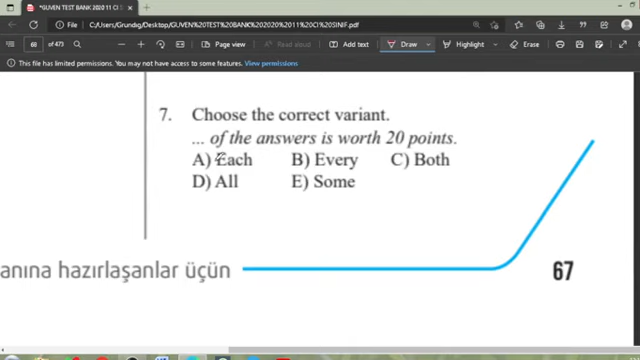 *GUVEN TEST BANK 2020 11 CI S
File
C:/Users/Grundig/Desktop/GUVEN%20TEST%20BANK%202020%2011%20CI%20SINIF.pdf
68 of 473
Page view
Read aloud
Add text
Draw
Highlight
Erase
This file has limited permissions. You may not have access to some features. View permissions
7. Choose the correct variant.
... of the answers is worth 20 points.
A) Each B) Every C) Both
D) All E) Some
anına hazırlaşanlar üçün
67